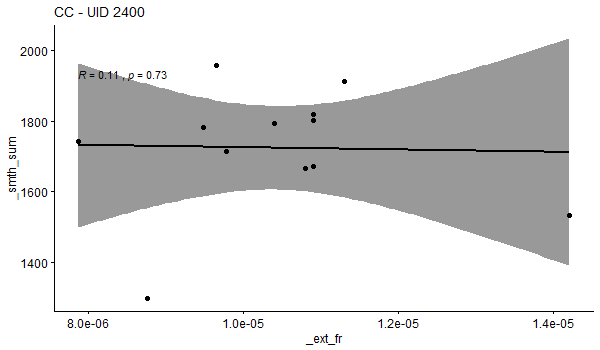 CC - UID 2400
2000
R = 0.11 , p = 0.73
1800
_smth_sum
1600
1400
8.0e-06 1.0e-05 1.2e-05 1.4e-05
_ext_fr